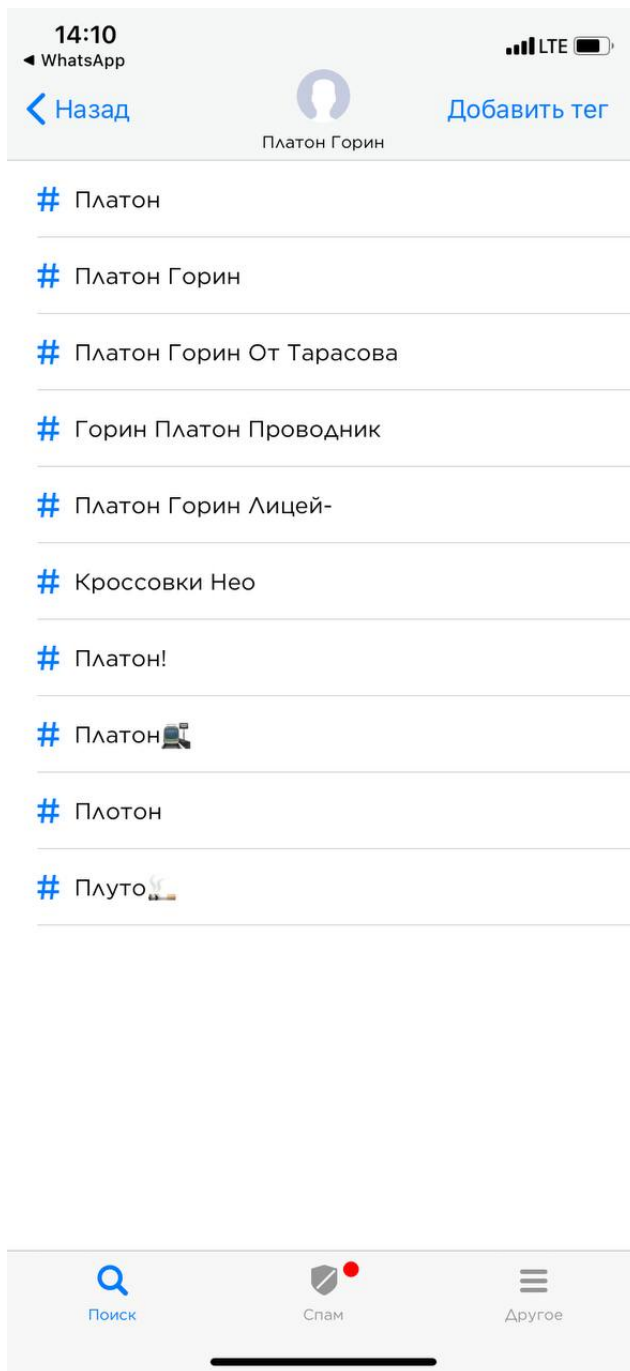 14:10
◀ WhatsApp
LTE
Назад
Добавить тег
Платон Горин
# Платон
# Платон Горин
# Платон Горин От Тарасова
# Горин Платон Проводник
# Платон Горин Лицей-
# Кроссовки Нео
# Платон!
# Платон🚉
# Плотон
# Плуто🚬
Поиск
Спам
Другое